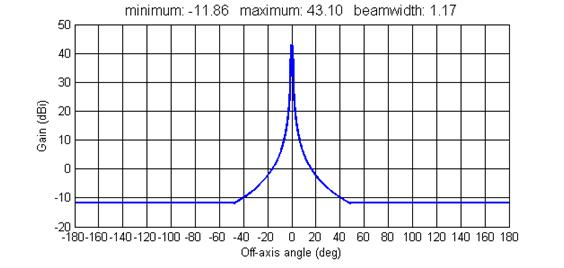 minimum: -11.86 maximum: 43.10 beamwidth: 1.17
50
40
30
20
10
0
-10
-20
Gain (dBi)
-180 -160 -140 -120 -100 -80 -60 -40 -20 0 20 40 60 80 100 120 140 160 180
Off-axis angle (deg)